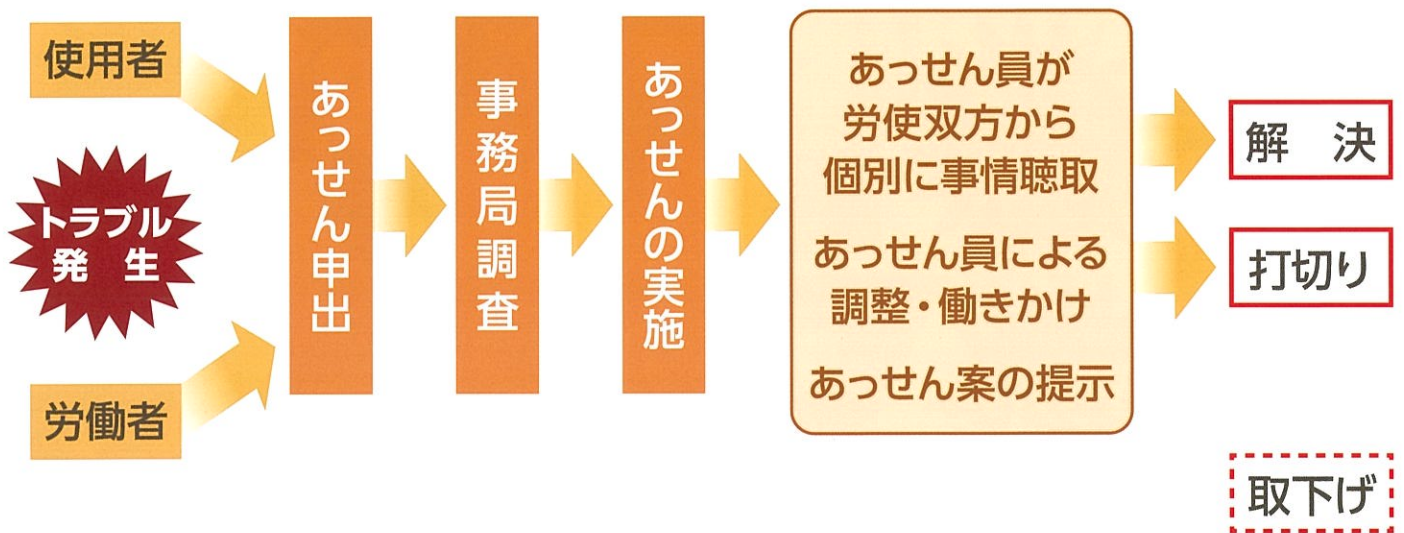 使用者
トラブル
発 生
労働者
あっせん申出
事務局調査
あっせんの実施
あっせん員が
労使双方から
個別に事情聴取
あっせん員による
調整・働きかけ
あっせん案の提示
解 決
打切り
取下げ